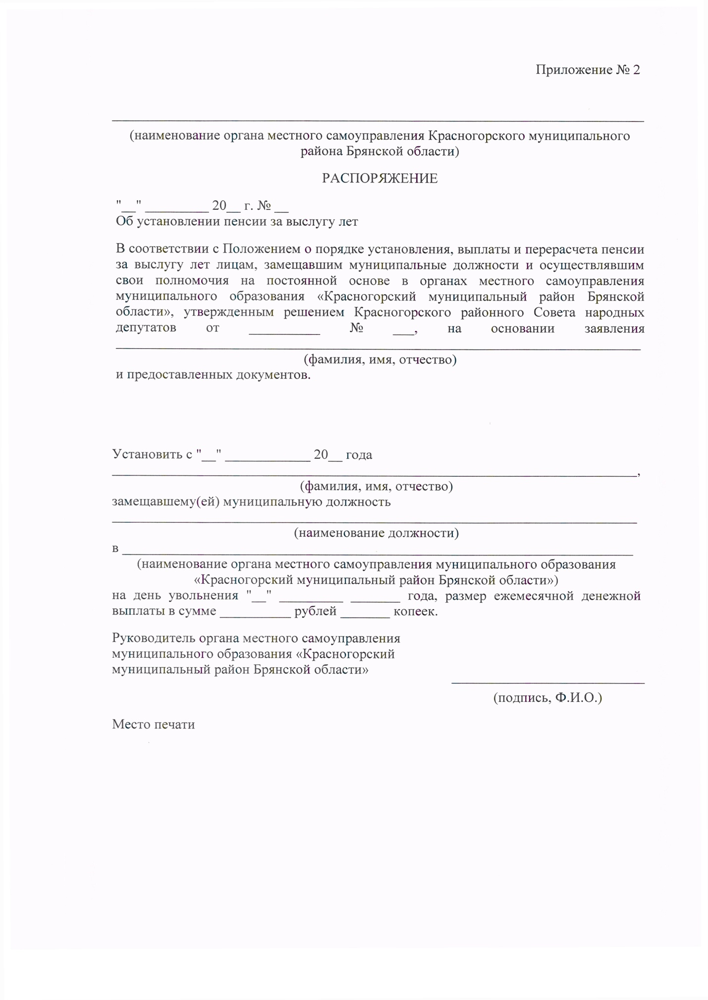 Приложение № 2
___________________________________________________________________________
(наименование органа местного самоуправления Красногорского муниципального
района Брянской области)
РАСПОРЯЖЕНИЕ
"__" _________ 20__ г. № __
Об установлении пенсии за выслугу лет
В соответствии с Положением о порядке установления, выплаты и перерасчета пенсии
за выслугу лет лицам, замещавшим муниципальные должности и осуществлявшим
свои полномочия на постоянной основе в органах местного самоуправления
муниципального образования «Красногорский муниципальный район Брянской
области», утвержденным решением Красногорского районного Совета народных
депутатов от __________ № ___, на основании заявления
__________________________________________________________________________
(фамилия, имя, отчество)
и предоставленных документов.
Установить с "__" ____________ 20__ года
__________________________________________________________________________,
(фамилия, имя, отчество)
замещавшему(ей) муниципальную должность
__________________________________________________________________________
(наименование должности)
в ________________________________________________________________________
(наименование органа местного самоуправления муниципального образования
«Красногорский муниципальный район Брянской области»)
на день увольнения "__" _________ _______ года, размер ежемесячной денежной
выплаты в сумме __________ рублей _______ копеек.
Руководитель органа местного самоуправления
муниципального образования «Красногорский
муниципальный район Брянской области»
___________________________
(подпись, Ф.И.О.)
Место печати